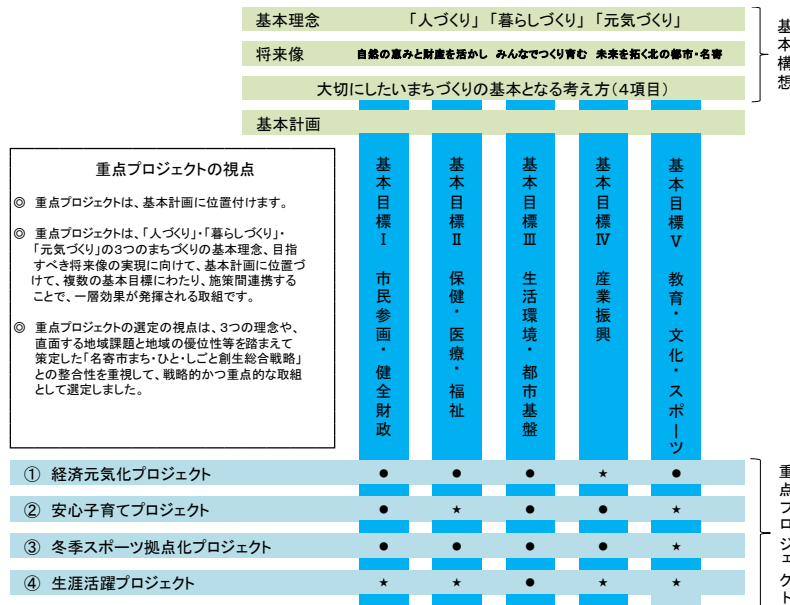 基本理念 「人づくり」「暮らしづくり」「元気づくり」
将来像 自然の恵みと財産を活かし みんなでつくり育む 未来を拓く北の都市・名寄
大切にしたいまちづくりの基本となる考え方(4項目)
基本計画
基本構想
重点プロジェクトの視点
◎ 重点プロジェクトは、基本計画に位置付けます。
◎ 重点プロジェクトは、「人づくり」・「暮らしづくり」・
「元気づくり」の3つのまちづくりの基本理念、目指
すべき将来像の実現に向けて、基本計画に位置づ
けて、複数の基本目標にわたり、施策間連携する
ことで、一層効果が発揮される取組です。
◎ 重点プロジェクトの選定の視点は、3つの理念や、
直面する地域課題と地域の優位性等を踏まえて
策定した「名寄市まち・ひと・しごと創生総合戦略」
との整合性を重視して、戦略的かつ重点的な取組
として選定しました。
基本目標Ⅰ 市民参画・健全財政
基本目標Ⅱ 保健・医療・福祉
基本目標Ⅲ 生活環境・都市基盤
基本目標Ⅳ 産業振興
基本目標Ⅴ 教育・文化・スポーツ
① 経済元気化プロジェクト ● ● ● ★ ●
② 安心子育てプロジェクト ● ★ ● ● ★
③ 冬季スポーツ拠点化プロジェクト ● ● ● ● ★
④ 生涯活躍プロジェクト ★ ★ ● ★ ★
重点プロジェクト